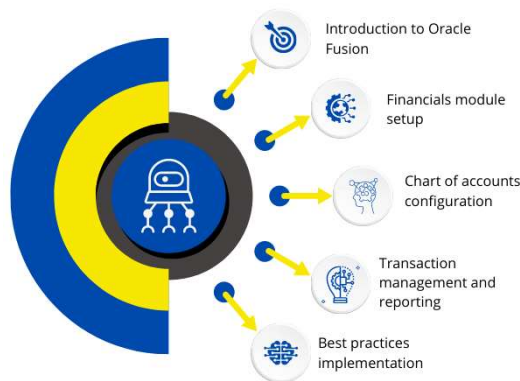 Introduction to Oracle
Fusion
Financials module
setup
Chart of accounts
configuration
Transaction
management and
reporting
Best practices
implementation